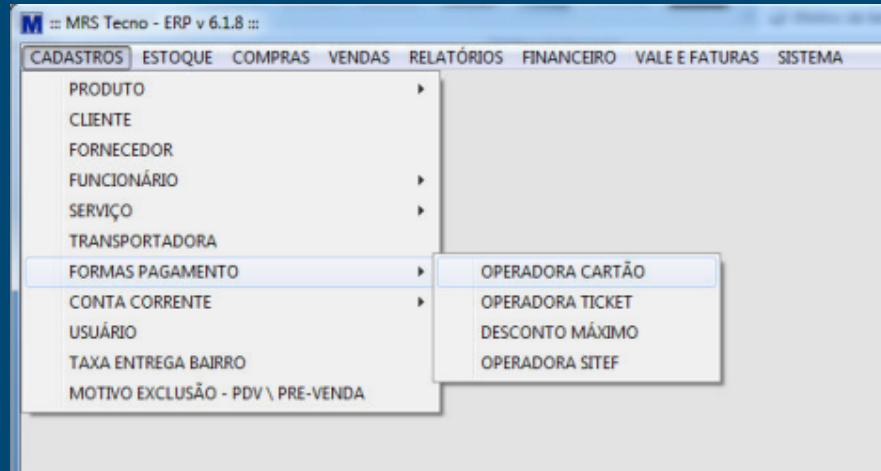 M ::: MRS Tecno - ERP v 6.1.8 :::
CADASTROS ESTOQUE COMPRAS VENDAS RELATÓRIOS FINANCEIRO VALE E FATURAS SISTEMA
PRODUTO
CLIENTE
FORNECEDOR
FUNCIONÁRIO
SERVIÇO
TRANSPORTADORA
FORMAS PAGAMENTO
CONTA CORRENTE
USUÁRIO
TAXA ENTREGA BAIRRO
MOTIVO EXCLUSÃO - PDV \ PRE-VENDA
OPERADORA CARTÃO
OPERADORA TICKET
DESCONTO MÁXIMO
OPERADORA SITEF